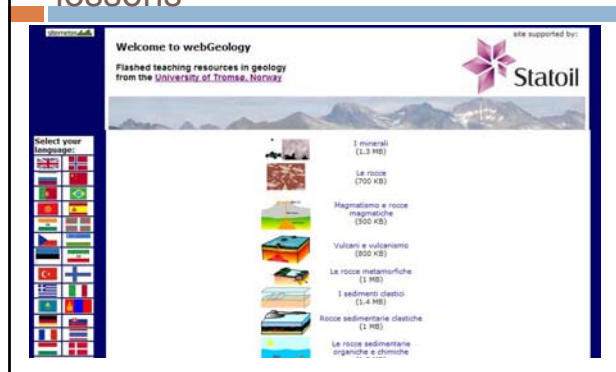 lessons
sitemeter
site supported by:
Welcome to webGeology
Flashed teaching resources in geology
from the University of Tromsø, Norway
Statoil
Select your
language:
I minerali
(1.3 MB)
Le rocce
(700 KB)
Magmatismo e rocce
magmatiche
(500 KB)
Vulcani e vulcanismo
(800 KB)
Le rocce metamorfiche
(1 MB)
I sedimenti clastici
(1.4 MB)
Rocce sedimentarie clastiche
(1 MB)
Le rocce sedimentarie
organiche e chimiche